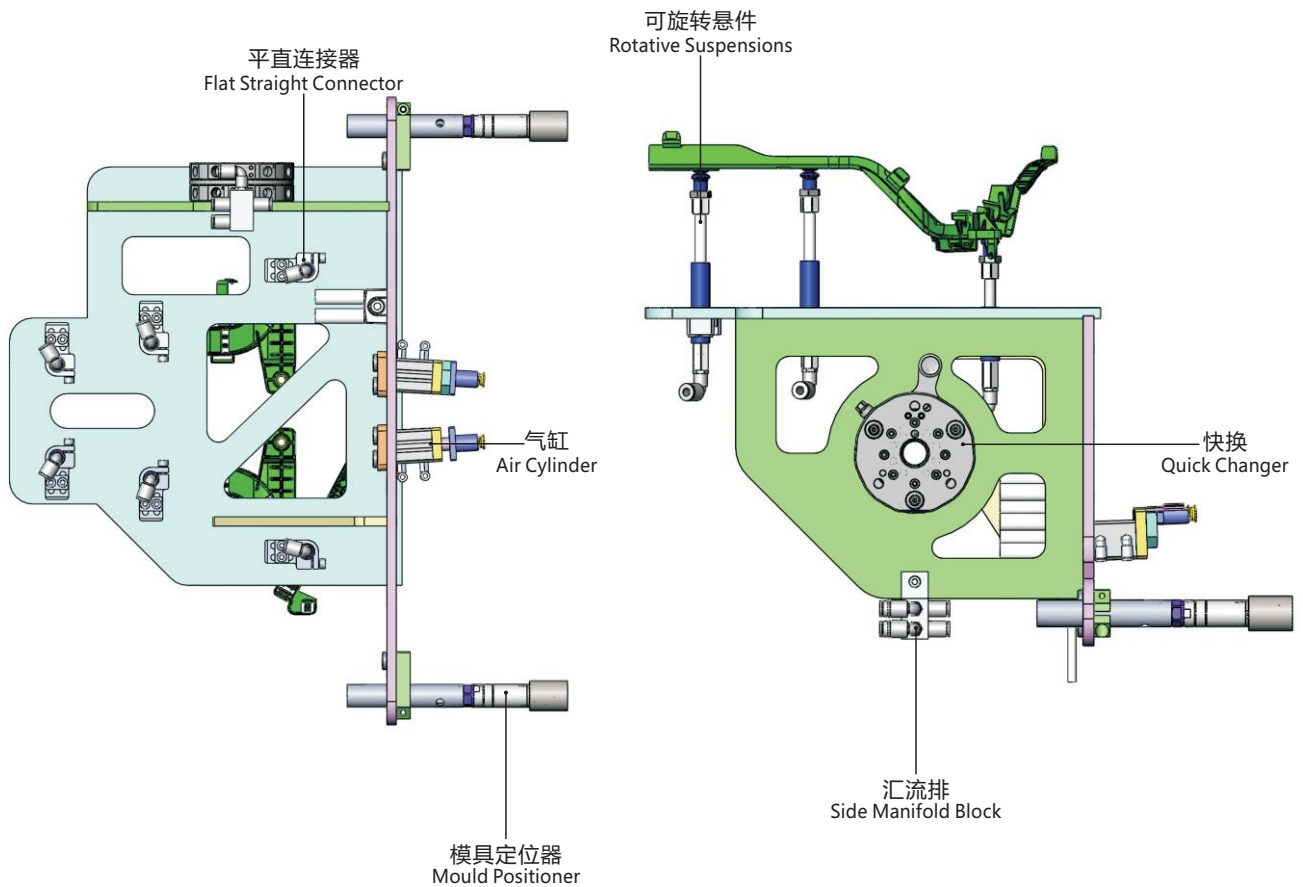 可旋转悬件
Rotative Suspensions
平直连接器
Flat Straight Connector
气缸
Air Cylinder
快换
Quick Changer
汇流排
Side Manifold Block
模具定位器
Mould Positioner